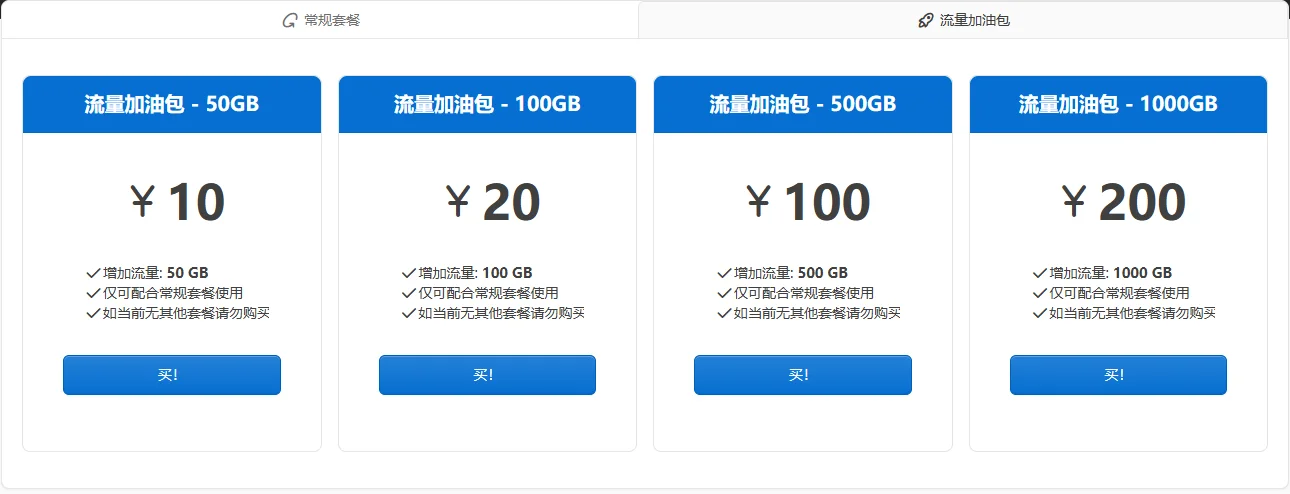 常规套餐
流量加油包
流量加油包 - 50GB
￥10
增加流量: 50 GB
仅可配合常规套餐使用
如当前无其他套餐请勿购买
买!
流量加油包 - 100GB
￥20
增加流量: 100 GB
仅可配合常规套餐使用
如当前无其他套餐请勿购买
买!
流量加油包 - 500GB
￥100
增加流量: 500 GB
仅可配合常规套餐使用
如当前无其他套餐请勿购买
买!
流量加油包 - 1000GB
￥200
增加流量: 1000 GB
仅可配合常规套餐使用
如当前无其他套餐请勿购买
买!